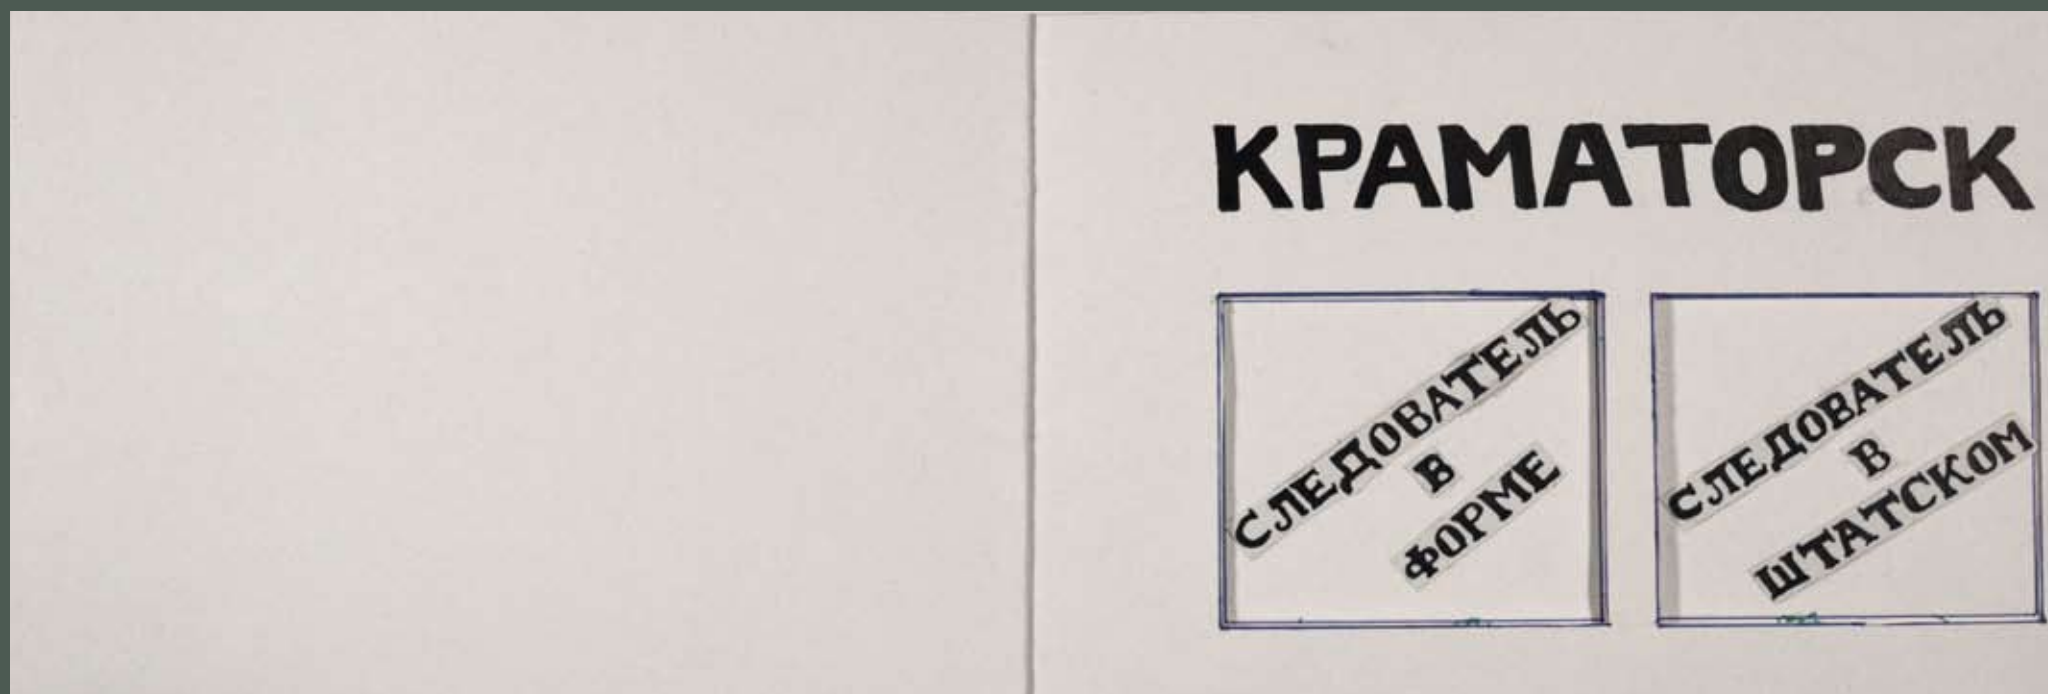 КРАМАТОРСК
СЛЕДОВАТЕЛЬ
В
ФОРМЕ
СЛЕДОВАТЕЛЬ
В
ШТАТСКОМ